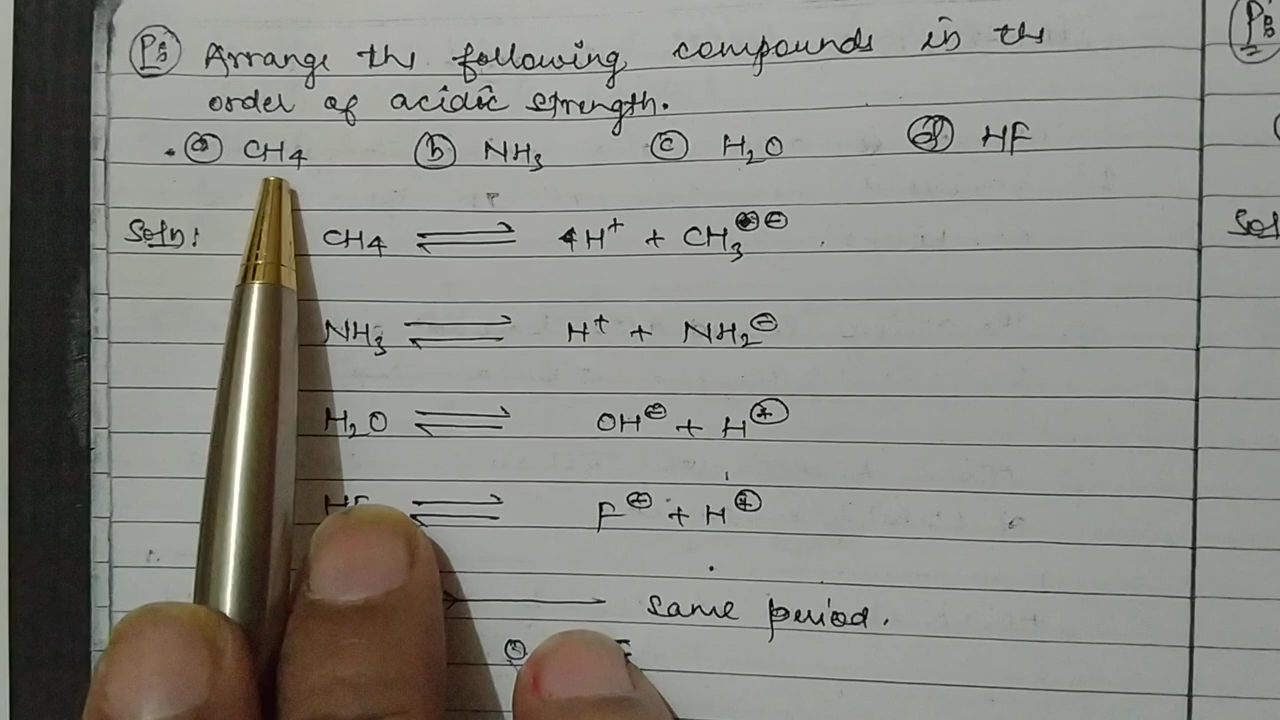 P5 Arrange the following compounds in the
order of acidic strength.
(a) CH4 (b) NH3 (c) H2O (d) HF
Soln: CH4 ⇌ H+ + CH3⊖
NH3 ⇌ H+ + NH2⊖
H2O ⇌ OH⊖ + H⊕
HF ⇌ F⊖ + H⊕
→ same period.